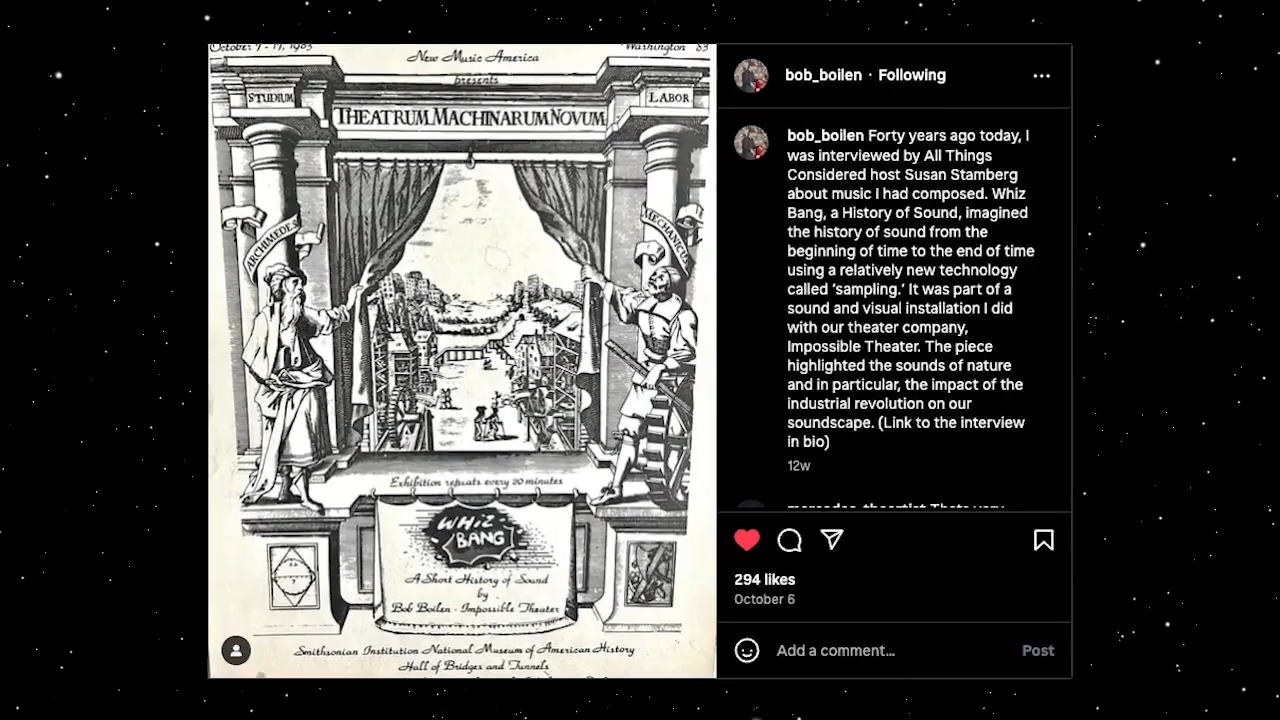 October 7 - 17, 1983
Washington 83
New Music America
presents
STUDIUM
LABOR
THEATRUM MACHINARUM NOVUM
ARCHIMEDES
MECHANICUS
Exhibition repeats every 20 minutes
WHIZ
BANG
A Short History of Sound
by
Bob Boilen - Impossible Theater
Smithsonian Institution National Museum of American History
Hall of Bridges and Tunnels
bob_boilen · Following
bob_boilen Forty years ago today, I
was interviewed by All Things
Considered host Susan Stamberg
about music I had composed. Whiz
Bang, a History of Sound, imagined
the history of sound from the
beginning of time to the end of time
using a relatively new technology
called ‘sampling.’ It was part of a
sound and visual installation I did
with our theater company,
Impossible Theater. The piece
highlighted the sounds of nature
and in particular, the impact of the
industrial revolution on our
soundscape. (Link to the interview
in bio)
12w
294 likes
October 6
Add a comment...
Post